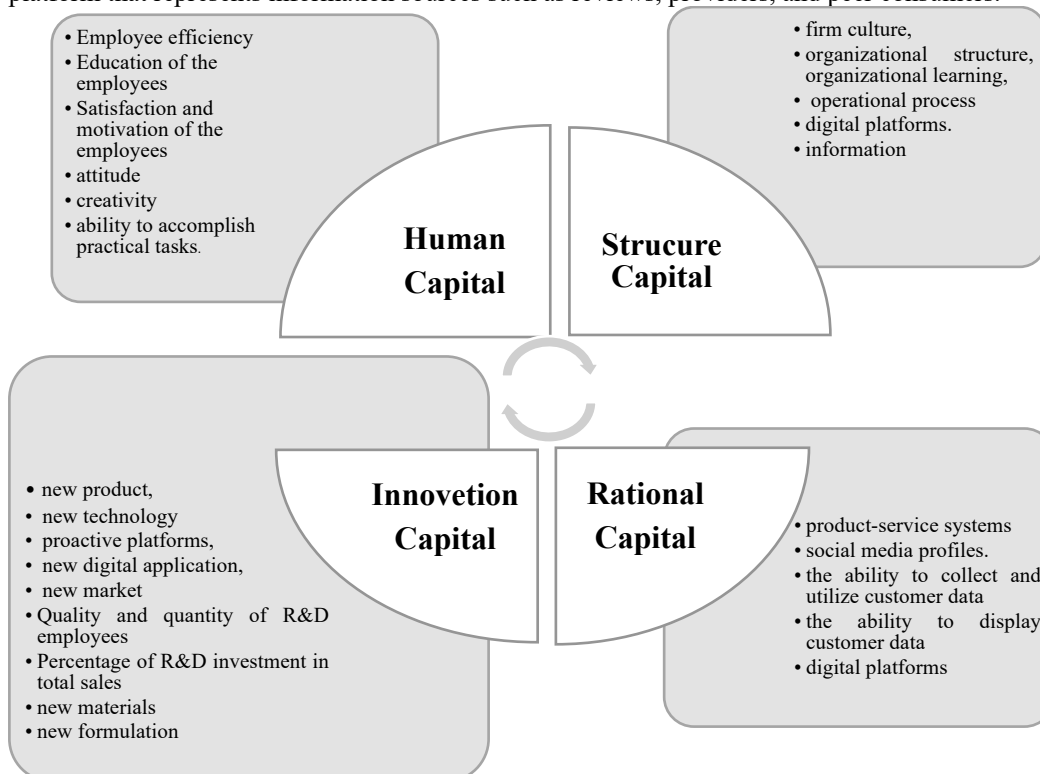 platform that represents information sources such as reviews, providers, and peer consumers.
• Employee efficiency
• Education of the
employees
• Satisfaction and
motivation of the
employees
• attitude
• creativity
• ability to accomplish
practical tasks.
• firm culture,
• organizational structure,
organizational learning,
• operational process
• digital platforms.
• information
Human
Capital
Strucure
Capital
Innovetion
Capital
Rational
Capital
• new product,
• new technology
• proactive platforms,
• new digital application,
• new market
• Quality and quantity of R&D
employees
• Percentage of R&D investment in
total sales
• new materials
• new formulation
• product-service systems
• social media profiles.
• the ability to collect and
utilize customer data
• the ability to display
customer data
• digital platforms